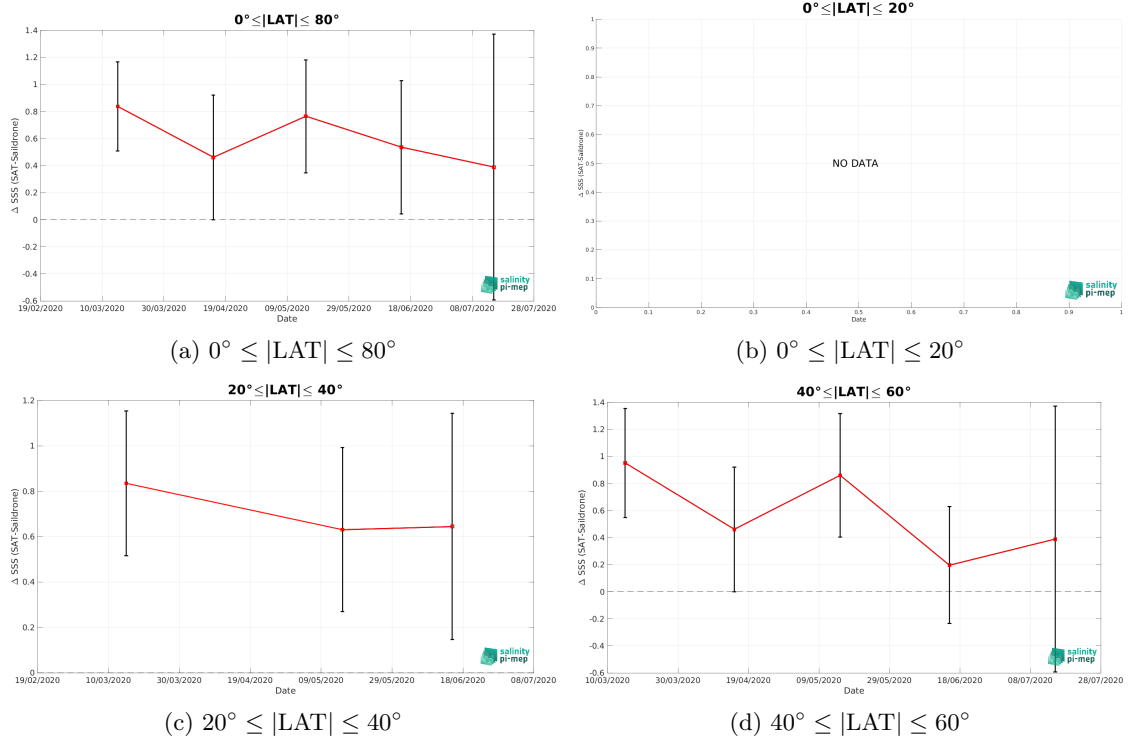 0°≤|LAT|≤ 80°
1.4
1.2
1
0.8
0.6
0.4
0.2
0
-0.2
-0.4
-0.6
Δ SSS (SAT-Saildrone)
19/02/2020 10/03/2020 30/03/2020 19/04/2020 09/05/2020 29/05/2020 18/06/2020 08/07/2020 28/07/2020
Date
salinity
pi-mep
(a) 0° ≤ |LAT| ≤ 80°
0°≤|LAT|≤ 20°
1
0.9
0.8
0.7
0.6
0.5
0.4
0.3
0.2
0.1
0
Δ SSS (SAT-Saildrone)
NO DATA
0 0.1 0.2 0.3 0.4 0.5 0.6 0.7 0.8 0.9 1
Date
salinity
pi-mep
(b) 0° ≤ |LAT| ≤ 20°
20°≤|LAT|≤ 40°
1.2
1
0.8
0.6
0.4
0.2
0
Δ SSS (SAT-Saildrone)
19/02/2020 10/03/2020 30/03/2020 19/04/2020 09/05/2020 29/05/2020 18/06/2020 08/07/2020
Date
salinity
pi-mep
(c) 20° ≤ |LAT| ≤ 40°
40°≤|LAT|≤ 60°
1.4
1.2
1
0.8
0.6
0.4
0.2
0
-0.2
-0.4
-0.6
Δ SSS (SAT-Saildrone)
10/03/2020 30/03/2020 19/04/2020 09/05/2020 29/05/2020 18/06/2020 08/07/2020 28/07/2020
Date
salinity
pi-mep
(d) 40° ≤ |LAT| ≤ 60°